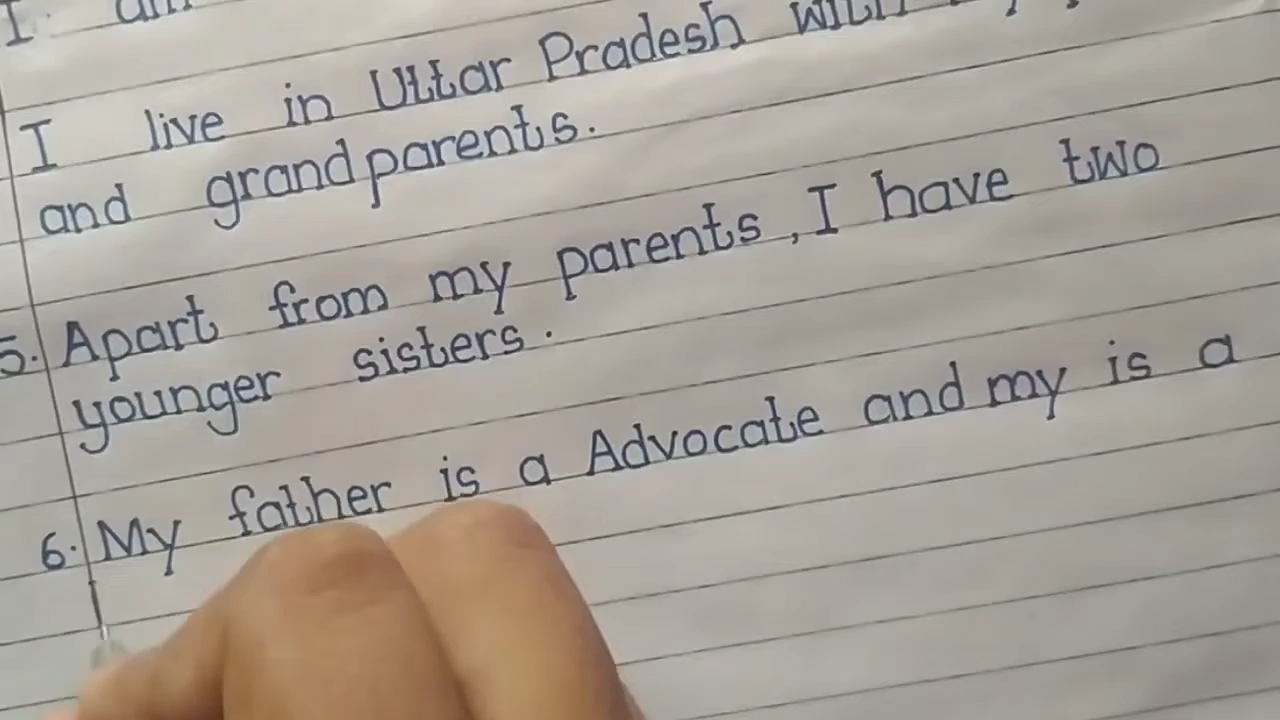 I
I live in Uttar Pradesh with
and grandparents.
5. Apart from my parents, I have two
younger sisters.
6. My father is a Advocate and my is a